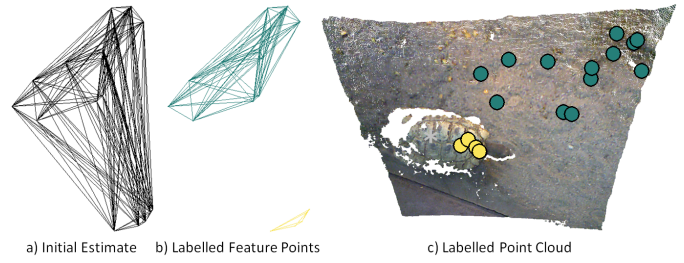 a) Initial Estimate
b) Labelled Feature Points
c) Labelled Point Cloud